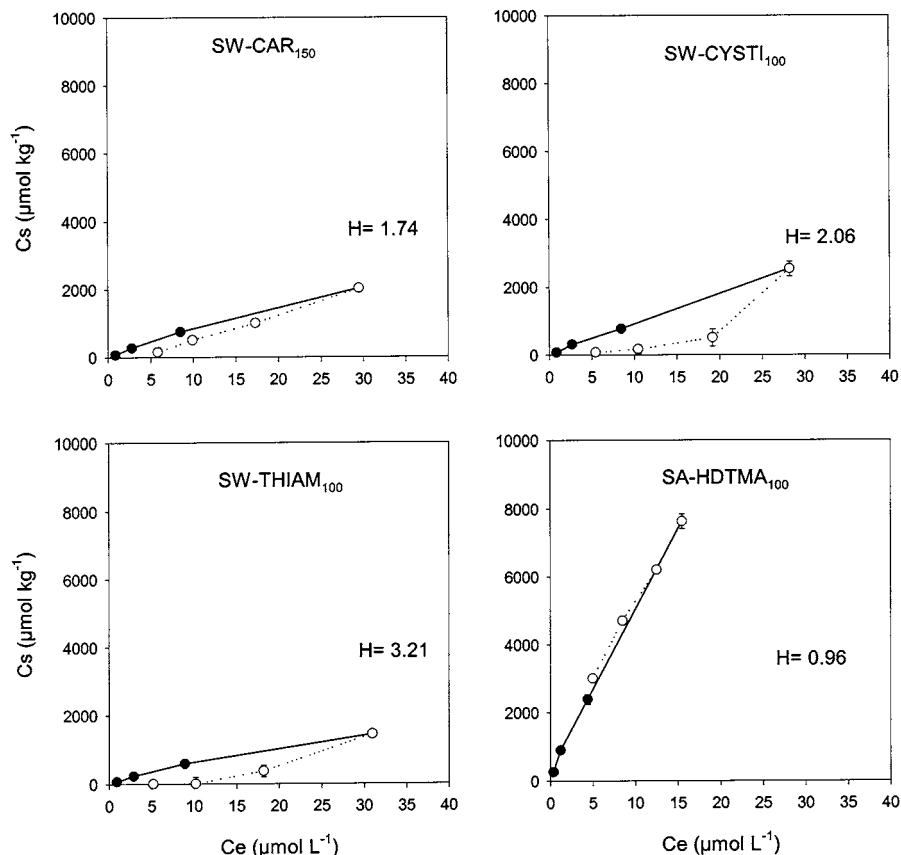 10000
8000
6000
4000
2000
0
Cs (µmol kg⁻¹)
SW-CAR₁₅₀
H= 1.74
0 5 10 15 20 25 30 35 40
10000
8000
6000
4000
2000
0
SW-CYSTI₁₀₀
H= 2.06
0 5 10 15 20 25 30 35 40
10000
8000
6000
4000
2000
0
Cs (µmol kg⁻¹)
SW-THIAM₁₀₀
H= 3.21
0 5 10 15 20 25 30 35 40
Ce (µmol L⁻¹)
10000
8000
6000
4000
2000
0
SA-HDTMA₁₀₀
H= 0.96
0 5 10 15 20 25 30 35 40
Ce (µmol L⁻¹)